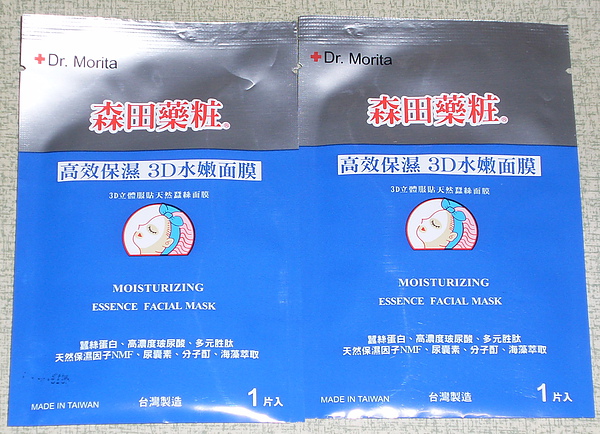 Dr. Morita
森田藥粧®
高效保濕 3D水嫩面膜
3D立體服貼天然蠶絲面膜
MOISTURIZING
ESSENCE FACIAL MASK
蠶絲蛋白、高濃度玻尿酸、多元胜肽
天然保濕因子NMF、尿囊素、分子酊、海藻萃取
MADE IN TAIWAN
台灣製造
1片入
Dr. Morita
森田藥粧®
高效保濕 3D水嫩面膜
3D立體服貼天然蠶絲面膜
MOISTURIZING
ESSENCE FACIAL MASK
蠶絲蛋白、高濃度玻尿酸、多元胜肽
天然保濕因子NMF、尿囊素、分子酊、海藻萃取
MADE IN TAIWAN
台灣製造
1片入